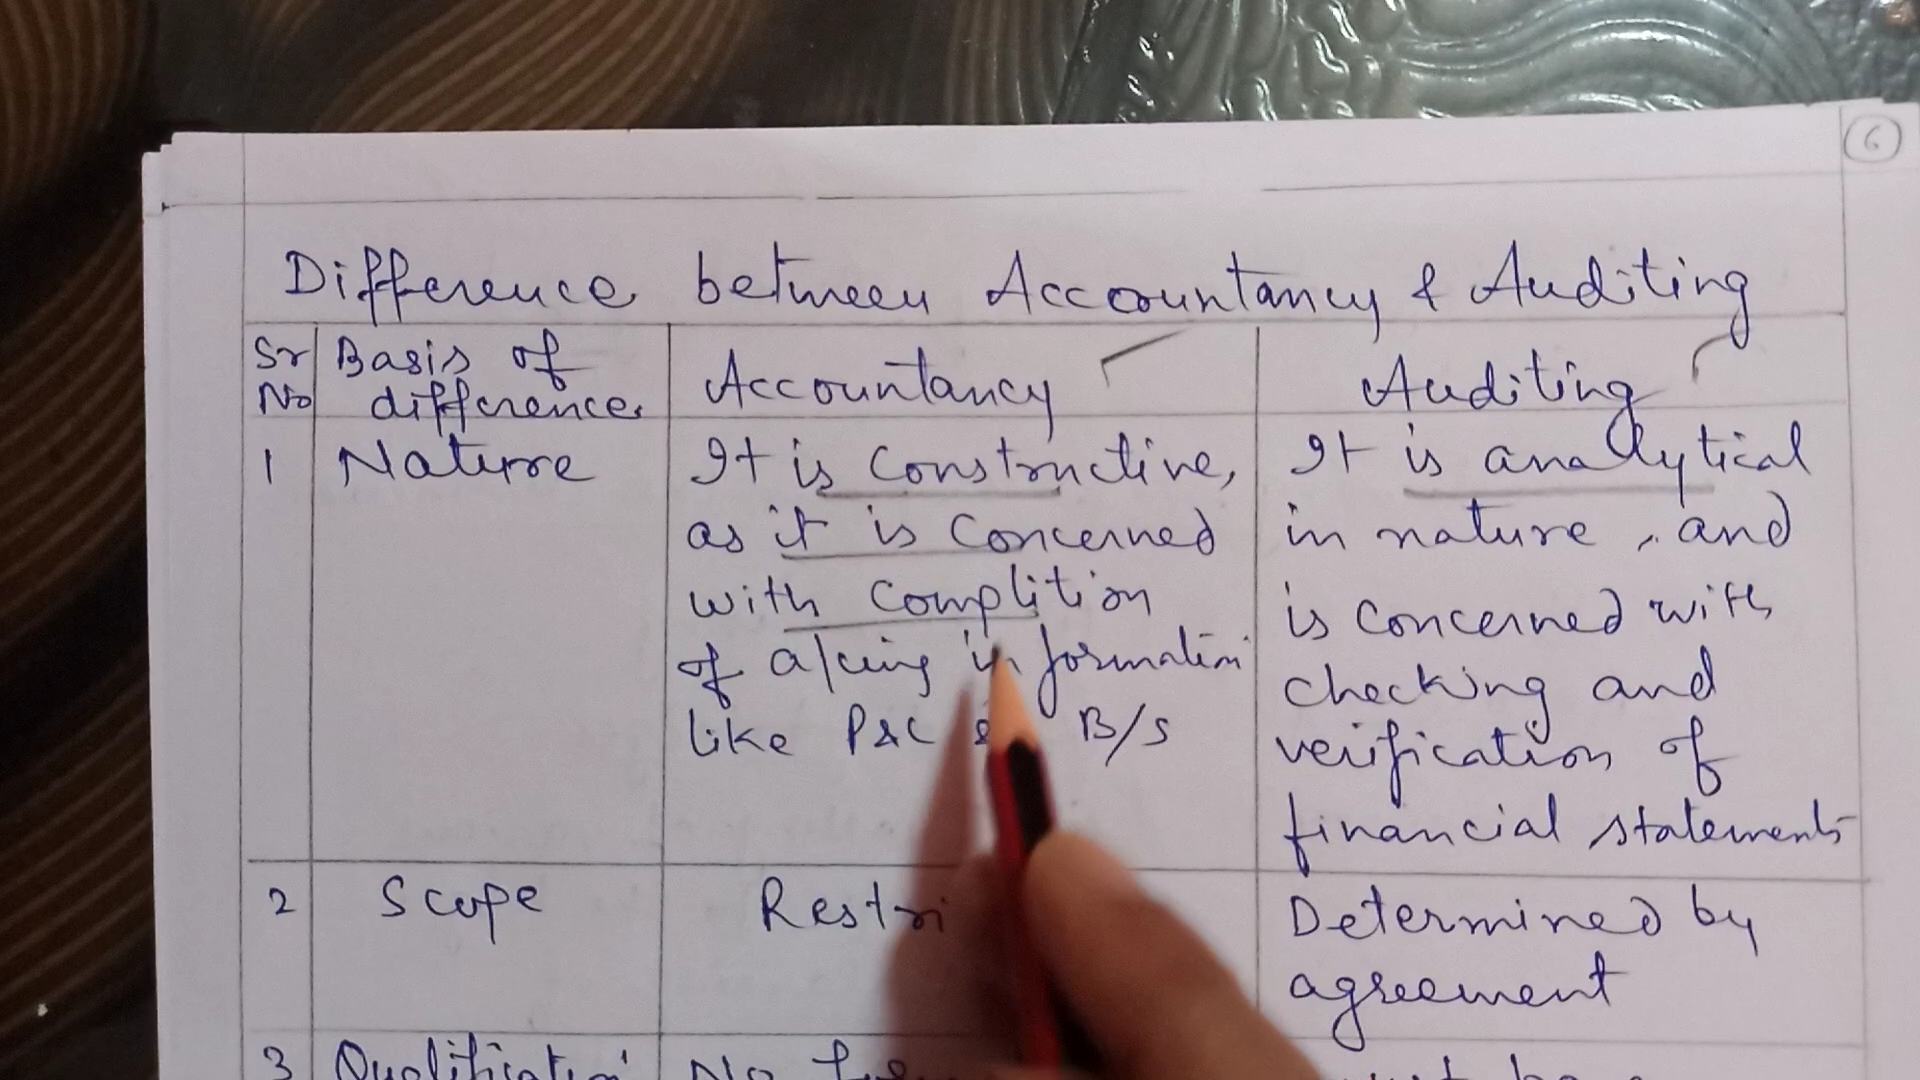 6
Difference between Accountancy & Auditing
Sr No
Basis of difference
Accountancy
Auditing
1
Nature
It is constructive,
as it is concerned
with complition
of a/cing information
like P&L & B/S
It is analytical
in nature, and
is concerned with
checking and
verification of
financial statements
2
Scope
Restri
Determined by
agreement
3
Qualification
No